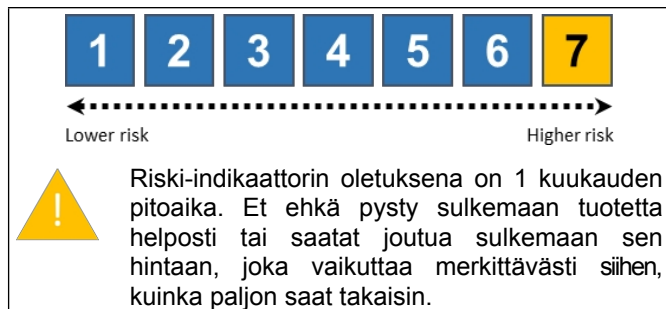 1 2 3 4 5 6 7
Lower risk Higher risk
! Riski-indikaattorin oletuksena on 1 kuukauden
pitoaika. Et ehkä pysty sulkemaan tuotetta
helposti tai saatat joutua sulkemaan sen
hintaan, joka vaikuttaa merkittävästi siihen,
kuinka paljon saat takaisin.